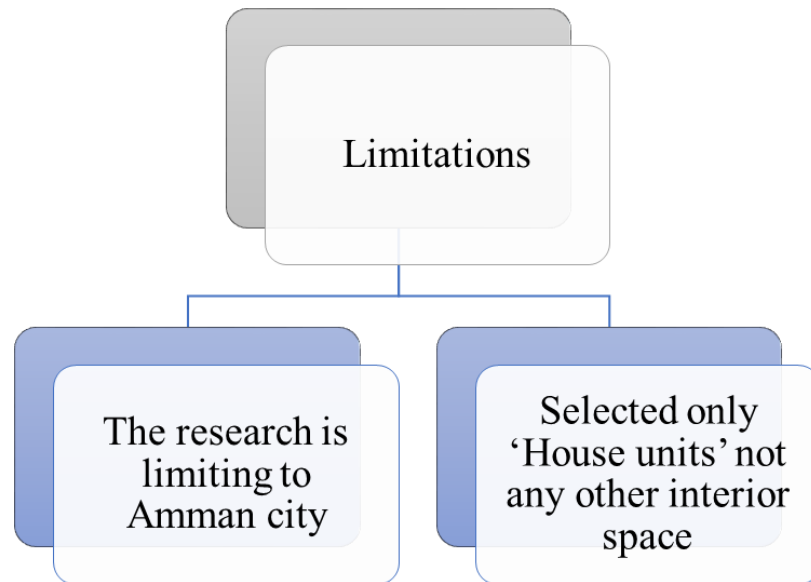 Limitations
The research is
limiting to
Amman city
Selected only
‘House units’ not
any other interior
space